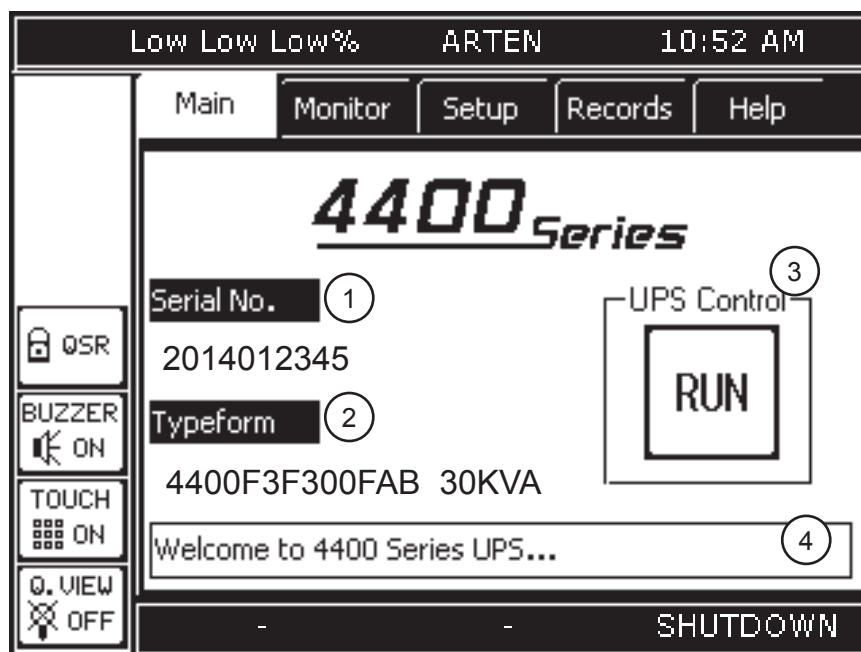 Low Low Low% ARTEN 10:52 AM
Main Monitor Setup Records Help
4400 Series
Serial No. 1
2014012345
Typeform 2
4400F3F300FAB 30KVA
3
UPS Control
RUN
Welcome to 4400 Series UPS... 4
QSR
BUZZER
ON
TOUCH
ON
Q.VIEW
OFF
- - SHUTDOWN